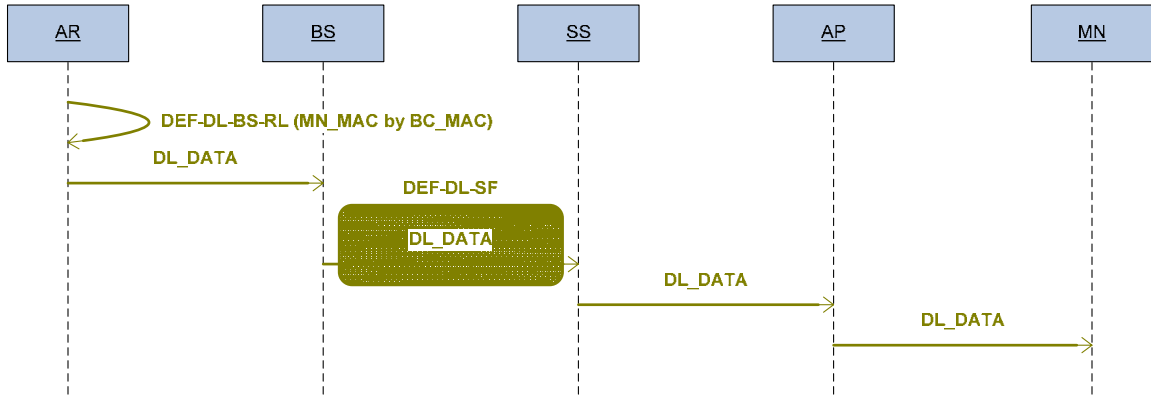 AR
BS
SS
AP
MN
DEF-DL-BS-RL (MN_MAC by BC_MAC)
DL_DATA
DEF-DL-SF
DL_DATA
DL_DATA
DL_DATA